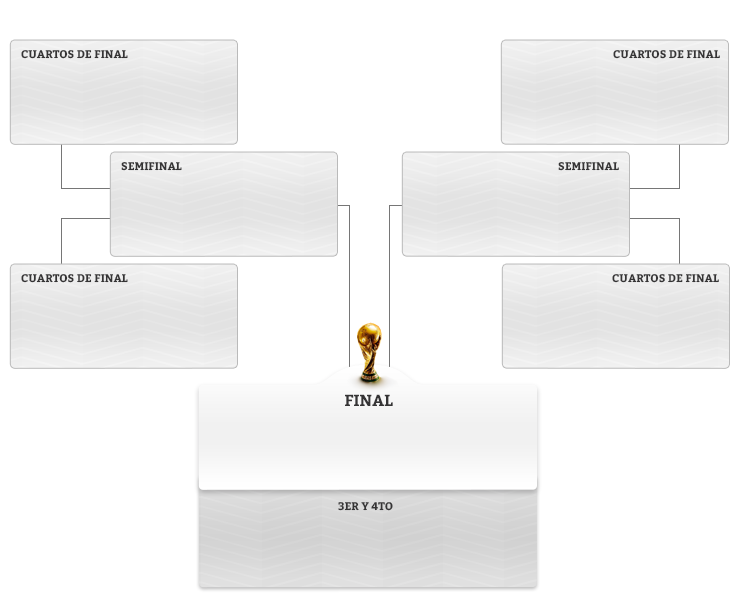 CUARTOS DE FINAL
CUARTOS DE FINAL
SEMIFINAL
SEMIFINAL
CUARTOS DE FINAL
CUARTOS DE FINAL
FINAL
3ER Y 4TO